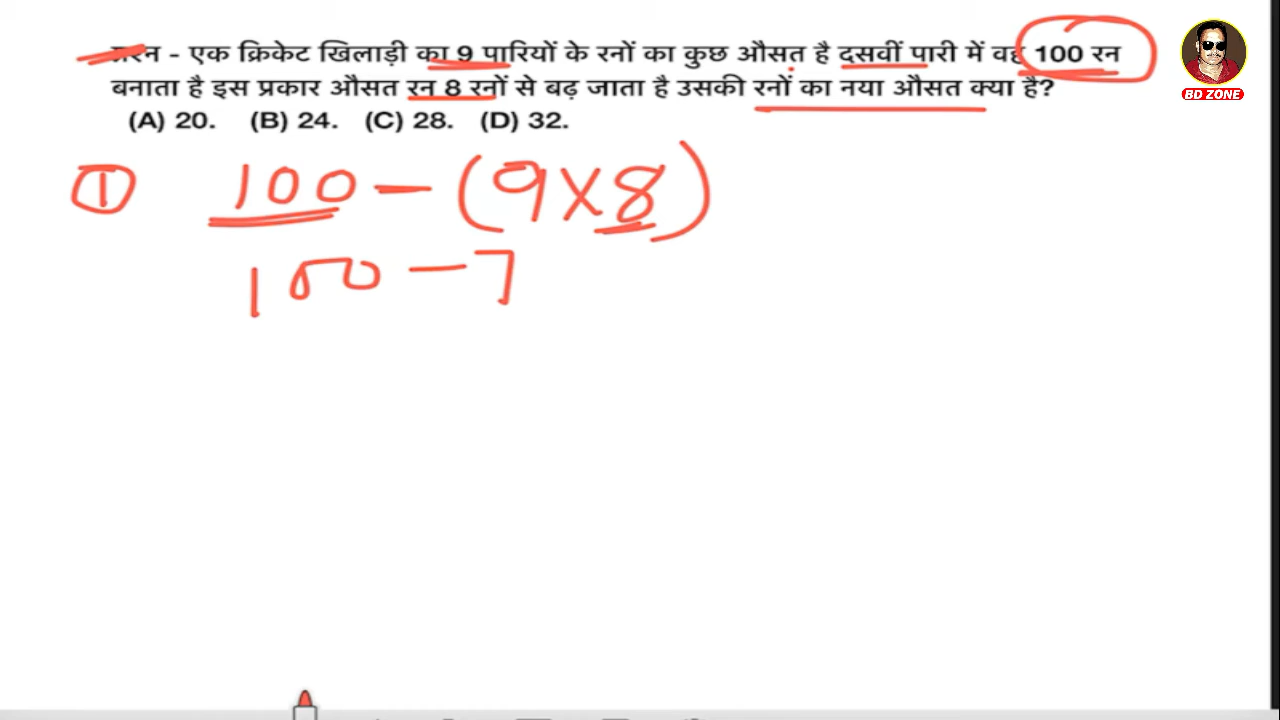 प्रश्न - एक क्रिकेट खिलाड़ी का 9 पारियों के रनों का कुछ औसत है दसवीं पारी में वह 100 रन
बनाता है इस प्रकार औसत रन 8 रनों से बढ़ जाता है उसकी रनों का नया औसत क्या है?
(A) 20. (B) 24. (C) 28. (D) 32.
BD ZONE
① 100 - (9 × 8)
100 - 7